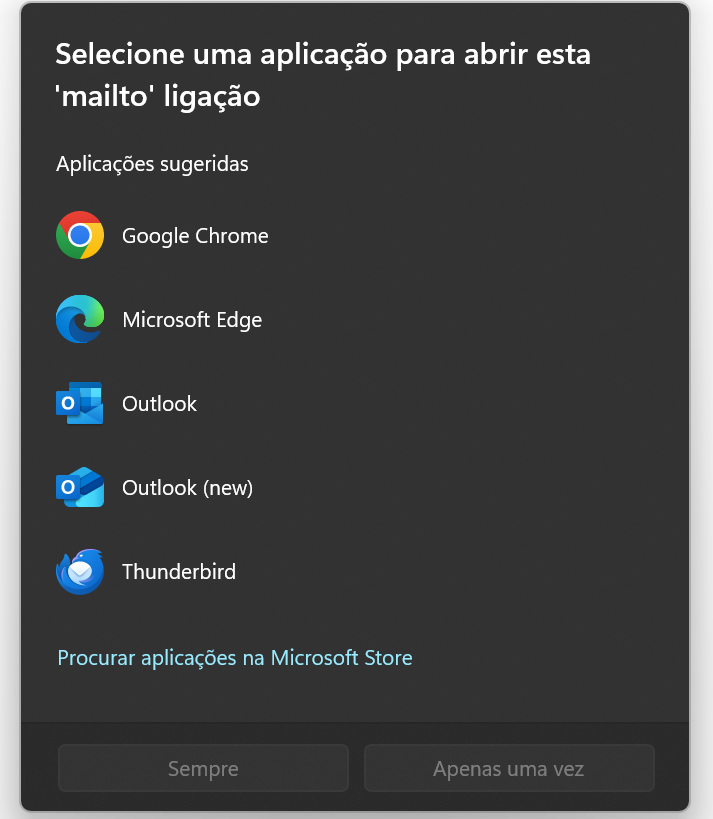 Selecione uma aplicação para abrir esta
'mailto' ligação
Aplicações sugeridas
Google Chrome
Microsoft Edge
Outlook
Outlook (new)
Thunderbird
Procurar aplicações na Microsoft Store
Sempre
Apenas uma vez